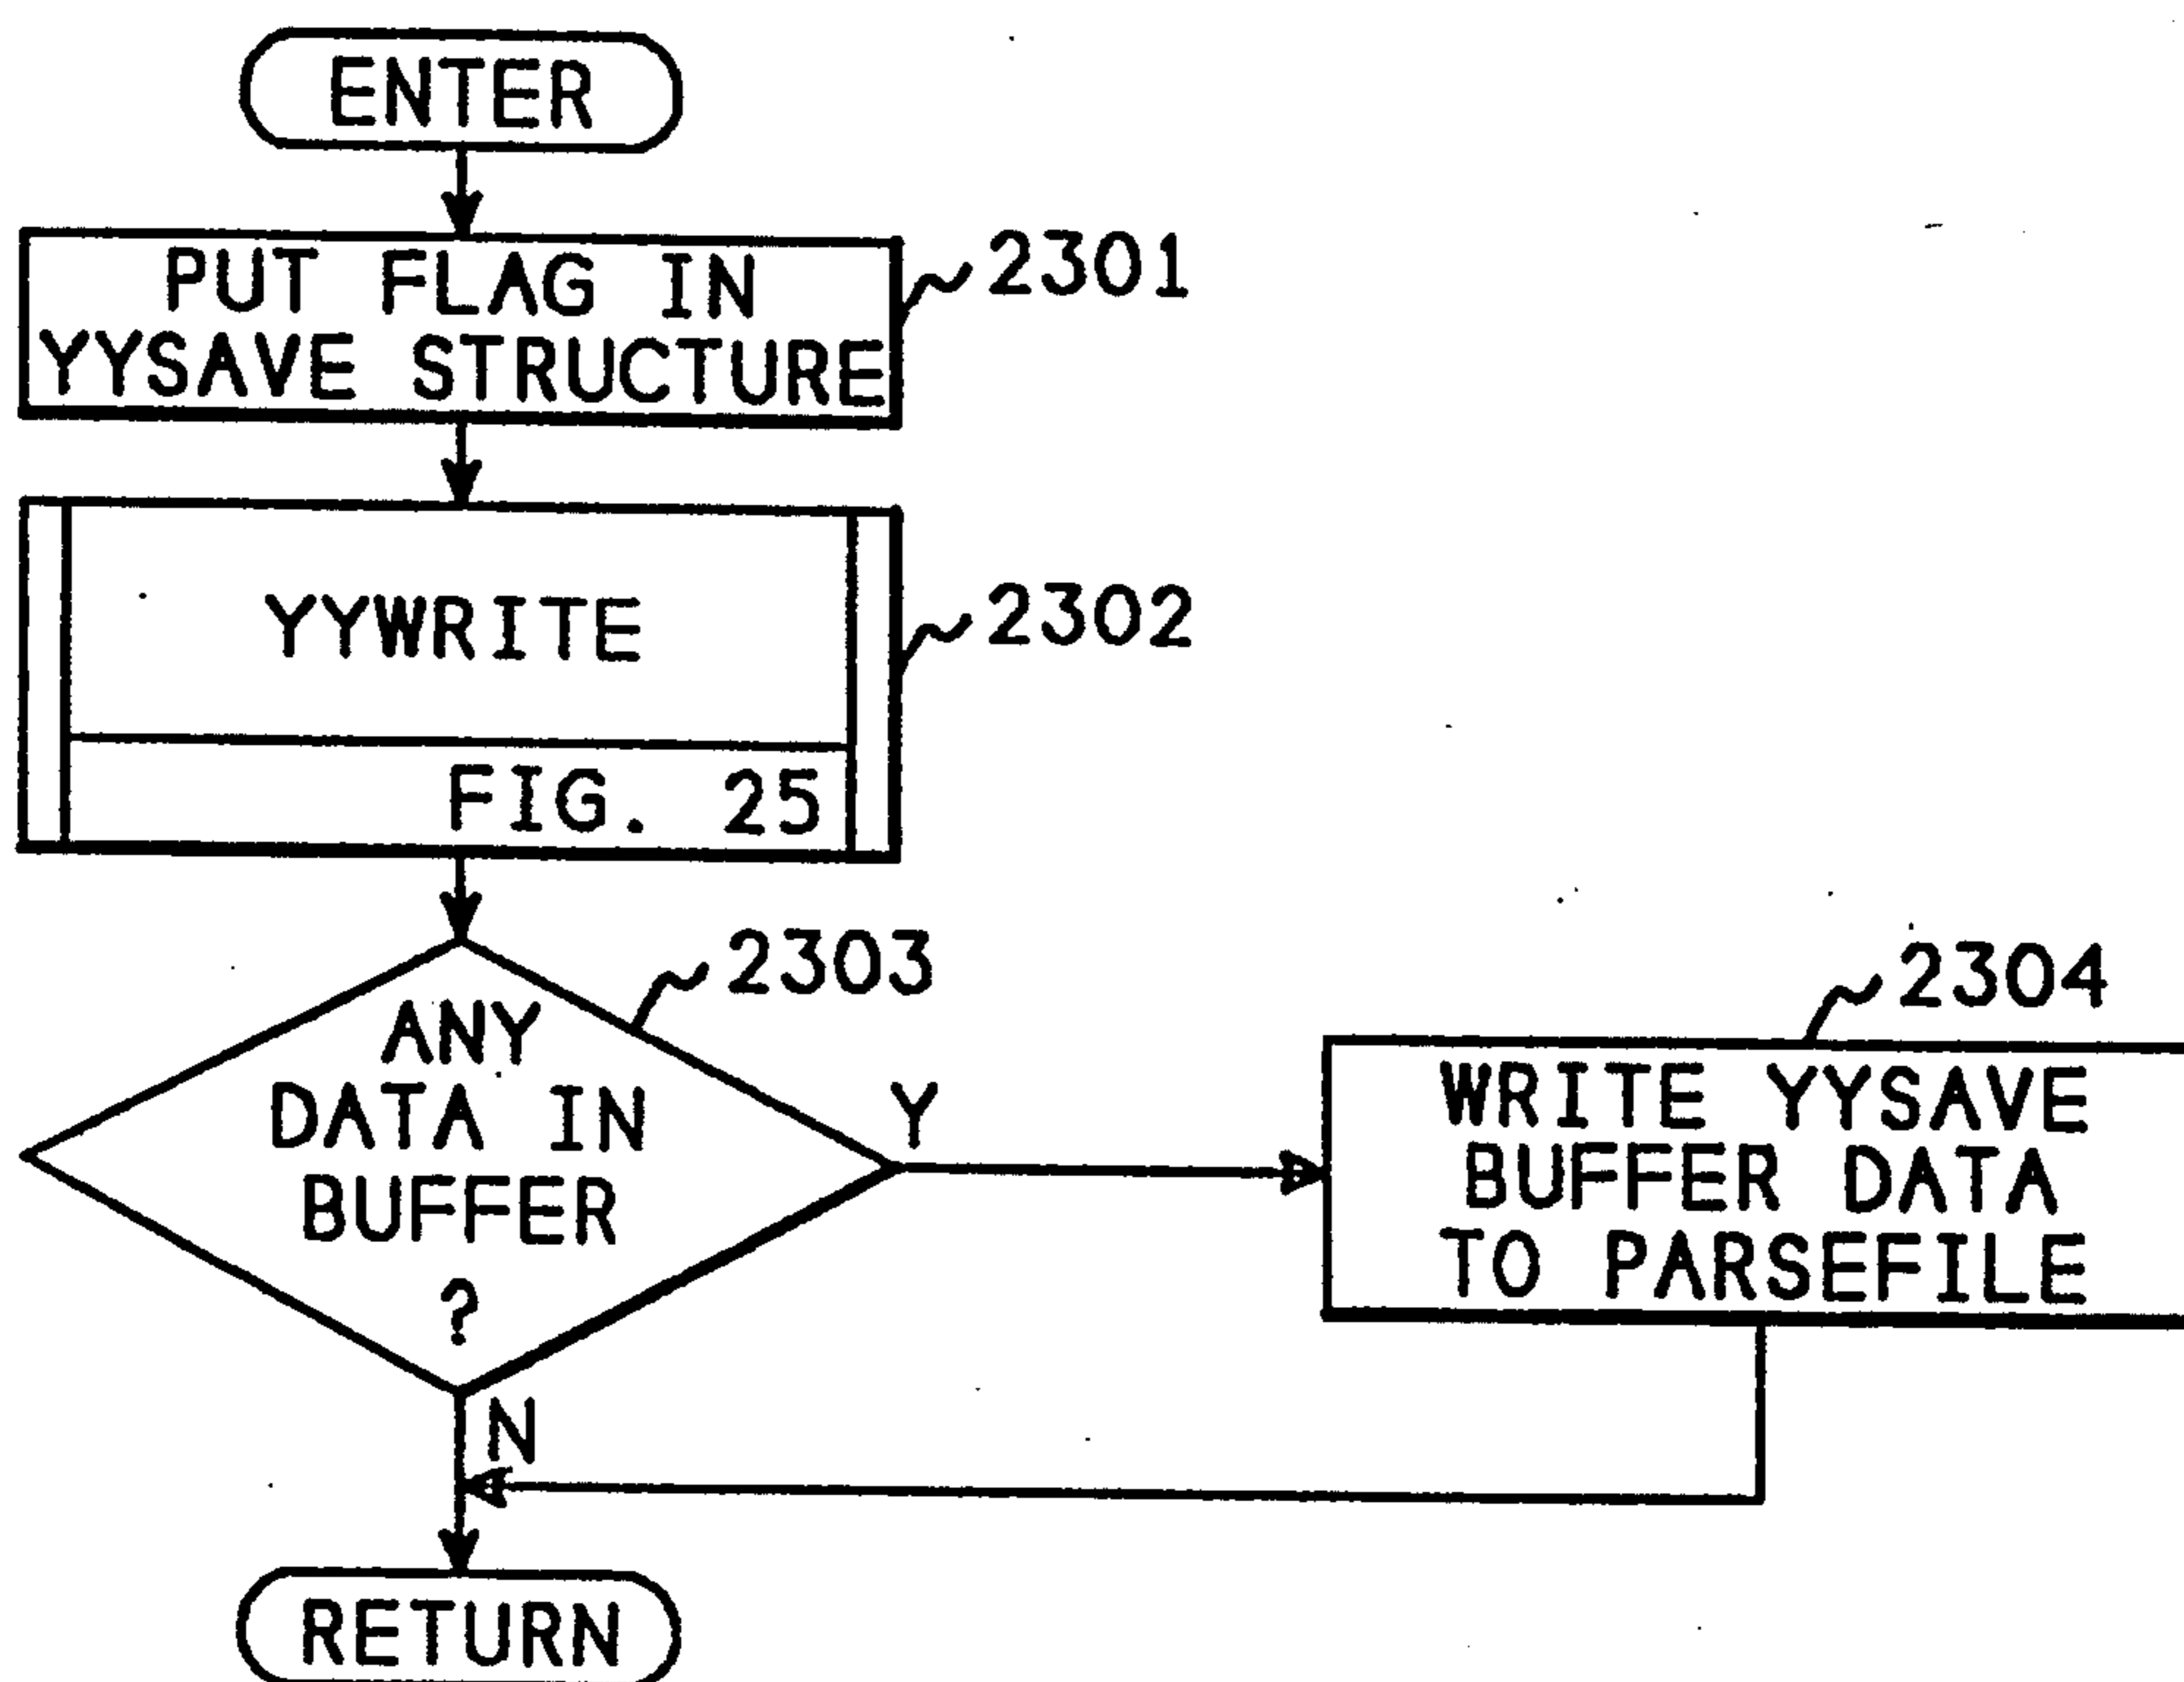 ENTER
PUT FLAG IN
YYSAVE STRUCTURE
2301
YYWRITE
2302
FIG. 25
2303
ANY
DATA IN
BUFFER
?
Y
2304
WRITE YYSAVE
BUFFER DATA
TO PARSEFILE
N
RETURN